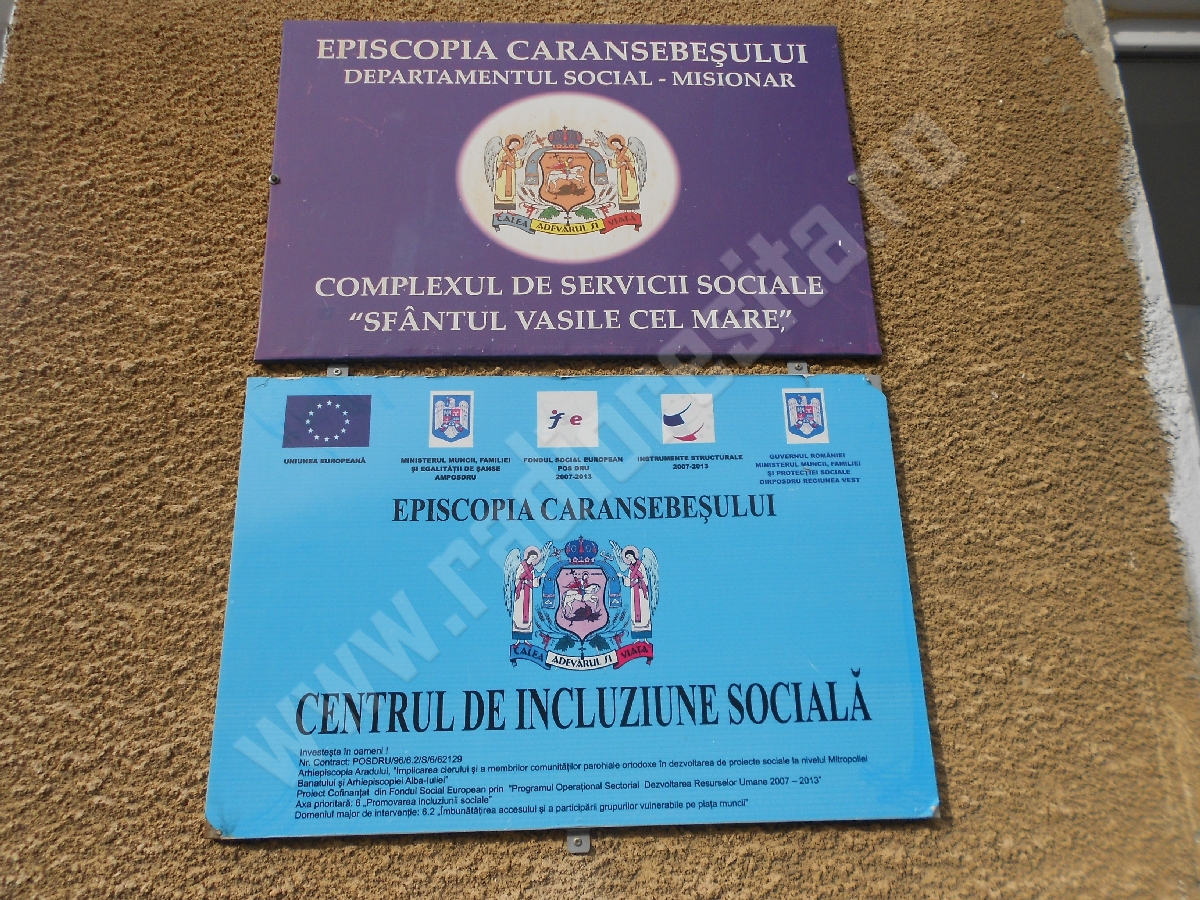 EPISCOPIA CARANSEBEŞULUI
DEPARTAMENTUL SOCIAL - MISIONAR
CALEA ADEVĂRUL SI VIATA
COMPLEXUL DE SERVICII SOCIALE
“SFÂNTUL VASILE CEL MARE”
UNIUNEA EUROPEANĂ
MINISTERUL MUNCII, FAMILIEI
ŞI EGALITĂŢII DE ŞANSE
AMPOSDRU
fse
FONDUL SOCIAL EUROPEAN
POS DRU
2007-2013
INSTRUMENTE STRUCTURALE
2007-2013
GUVERNUL ROMÂNIEI
MINISTERUL MUNCII, FAMILIEI
ŞI PROTECŢIEI SOCIALE
OIRPOSDRU REGIUNEA VEST
EPISCOPIA CARANSEBEŞULUI
CALEA ADEVĂRUL SI VIATA
CENTRUL DE INCLUZIUNE SOCIALĂ
Investeşte în oameni !
Nr. Contract: POSDRU/96/6.2/S/6/62129
Arhiepiscopia Aradului, "Implicarea clerului şi a membrilor comunităţilor parohiale ortodoxe în dezvoltarea de proiecte sociale la nivelul Mitropoliei
Banatului şi Arhiepiscopiei Alba-Iuliei"
Proiect Cofinanţat din Fondul Social European prin "Programul Operaţional Sectorial Dezvoltarea Resurselor Umane 2007 – 2013"
Axa prioritară: 6 „Promovarea incluziunii sociale"
Domeniul major de intervenţie: 6.2 „Îmbunătăţirea accesului şi a participării grupurilor vulnerabile pe piaţa muncii"
www.radioresita.ro